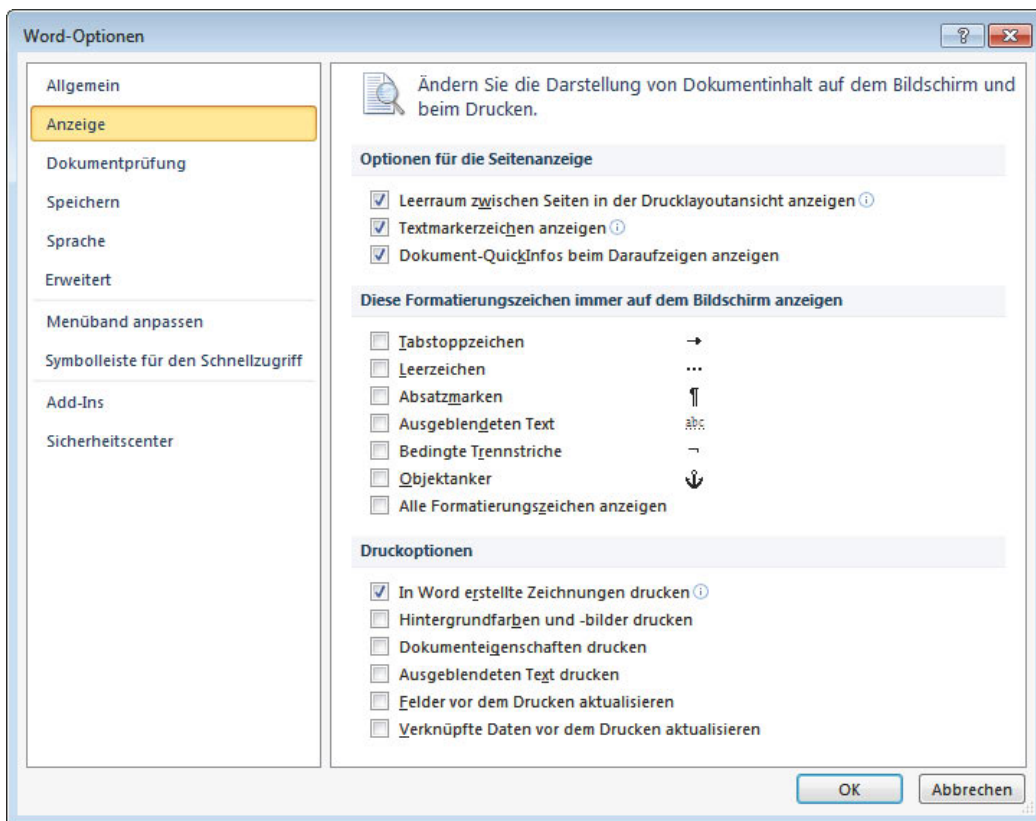 Word-Optionen
Allgemein
Anzeige
Dokumentprüfung
Speichern
Sprache
Erweitert
Menüband anpassen
Symbolleiste für den Schnellzugriff
Add-Ins
Sicherheitscenter
Ändern Sie die Darstellung von Dokumentinhalt auf dem Bildschirm und
beim Drucken.
Optionen für die Seitenanzeige
Leerraum zwischen Seiten in der Drucklayoutansicht anzeigen
Textmarkerzeichen anzeigen
Dokument-QuickInfos beim Daraufzeigen anzeigen
Diese Formatierungszeichen immer auf dem Bildschirm anzeigen
Tabstoppzeichen →
Leerzeichen ···
Absatzmarken ¶
Ausgeblendeten Text abc
Bedingte Trennstriche ¬
Objektanker
Alle Formatierungszeichen anzeigen
Druckoptionen
In Word erstellte Zeichnungen drucken
Hintergrundfarben und -bilder drucken
Dokumenteigenschaften drucken
Ausgeblendeten Text drucken
Felder vor dem Drucken aktualisieren
Verknüpfte Daten vor dem Drucken aktualisieren
OK Abbrechen